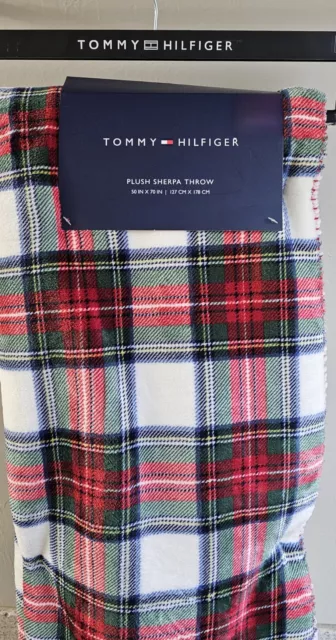 TOMMY HILFIGER
TOMMY HILFIGER
PLUSH SHERPA THROW
50 IN X 70 IN | 127 CM X 178 CM